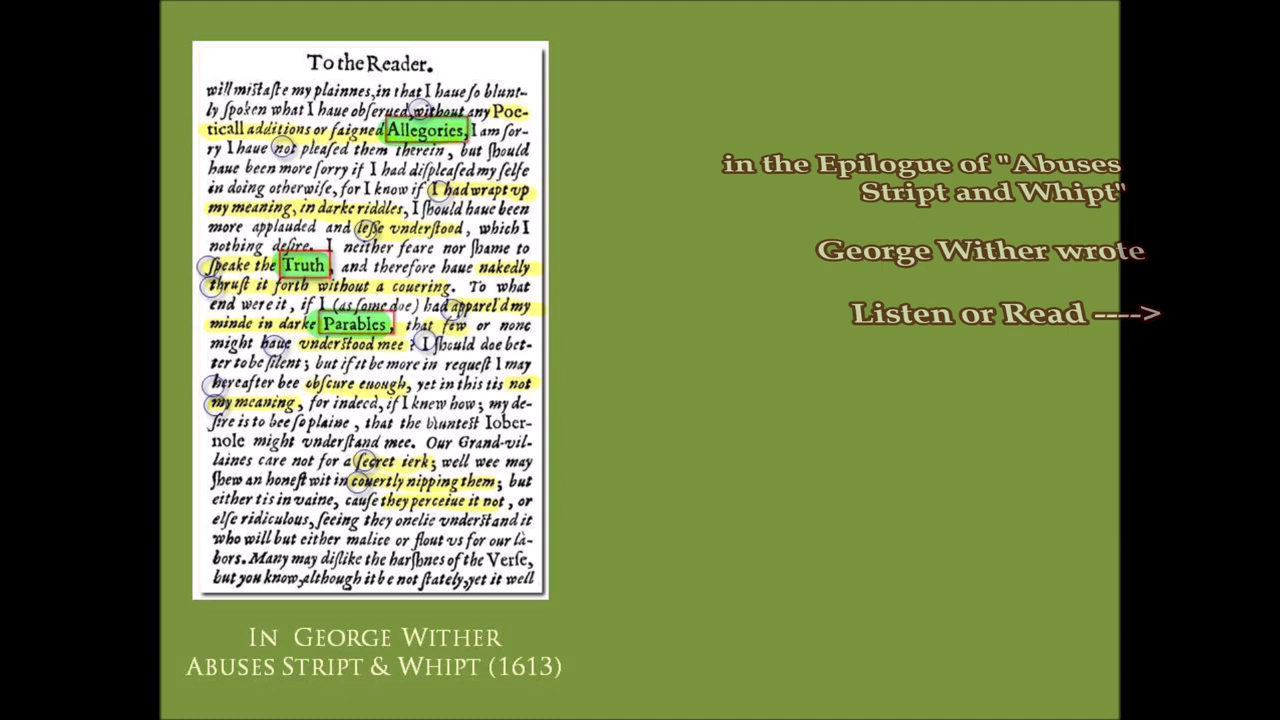 To the Reader.
will mistaſte my plainnes, in that I haue ſo blunt-
ly ſpoken what I haue obſerued, without any Poe-
ticall additions or faigned Allegories, I am ſor-
ry I haue not pleaſed them therein, but ſhould
haue been more ſorry if I had diſpleaſed my ſelfe
in doing otherwiſe, for I know if I had wrapt vp
my meaning, in darke riddles, I ſhould haue been
more applauded and leſſe vnderſtood, which I
nothing deſire. I neither feare nor ſhame to
ſpeake the Truth, and therefore haue nakedly
thruſt it forth without a couering. To what
end were it, if I (as ſome doe) had apparel'd my
minde in darke Parables, that few or none
might haue vnderſtood mee? I ſhould doe bet-
ter to be ſilent; but if it be more in requeſt I may
hereafter bee obſcure enough, yet in this tis not
my meaning, for indeed, if I knew how; my de-
ſire is to bee ſo plaine, that the bluntest Iober-
nole might vnderſtand mee. Our Grand-vil-
laines care not for a ſecret ierk; well wee may
ſhew an honeſt wit in couertly nipping them; but
either tis in vaine, cauſe they perceiue it not, or
elſe ridiculous, ſeeing they onelie vnderſtand it
who will but either malice or flout vs for our la-
bors. Many may diſlike the harſhnes of the Verſe,
but you know, although it be not ſtately, yet it well
In George Wither
Abuses Stript & Whipt (1613)
in the Epilogue of "Abuses
Stript and Whipt"
George Wither wrote
Listen or Read ---->